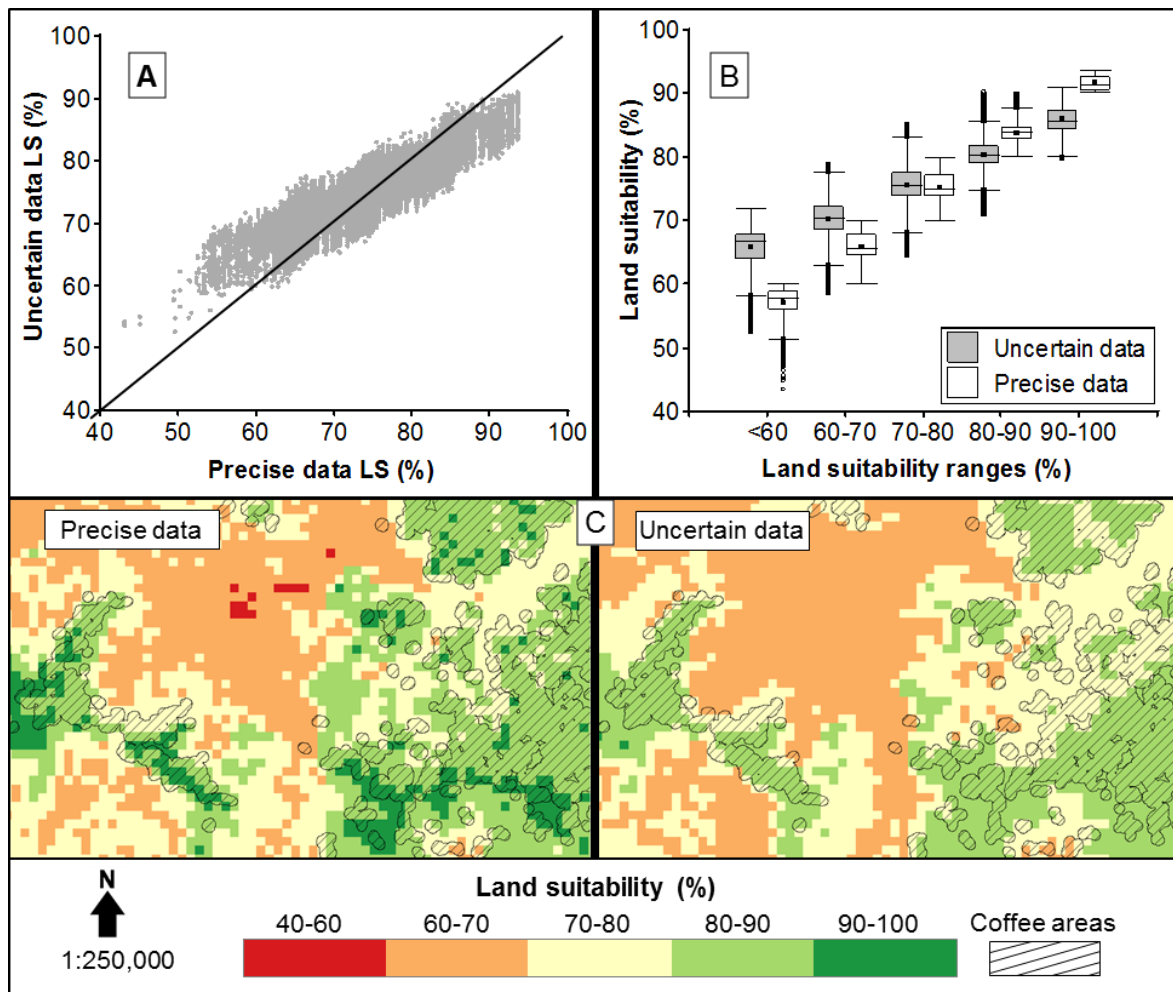 A
Uncertain data LS (%)
100
90
80
70
60
50
40
40 50 60 70 80 90 100
Precise data LS (%)
B
Land suitability (%)
100
90
80
70
60
50
40
Uncertain data
Precise data
<60 60-70 70-80 80-90 90-100
Land suitability ranges (%)
Precise data
C
Uncertain data
N
1:250,000
Land suitability (%)
40-60 60-70 70-80 80-90 90-100
Coffee areas